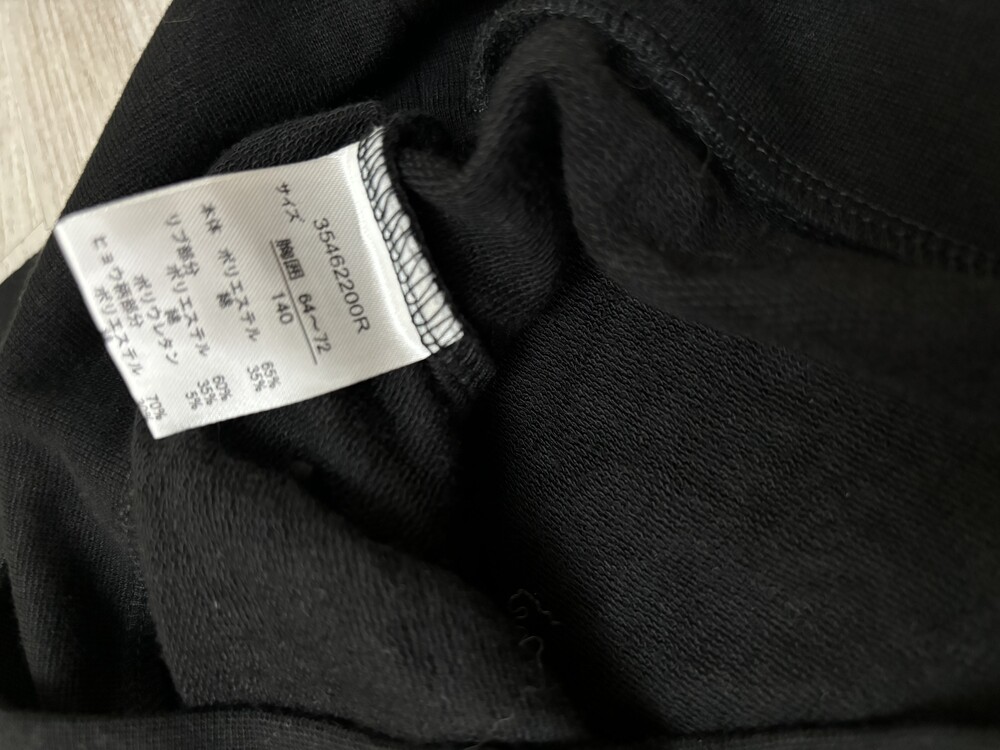 35462200R
サイズ 胸囲 64～72
140
本体 ポリエステル 65%
綿 35%
リブ部分 ポリエステル 60%
綿 35%
ポリウレタン 5%
ヒョウ柄部分
ポリエステル 70%